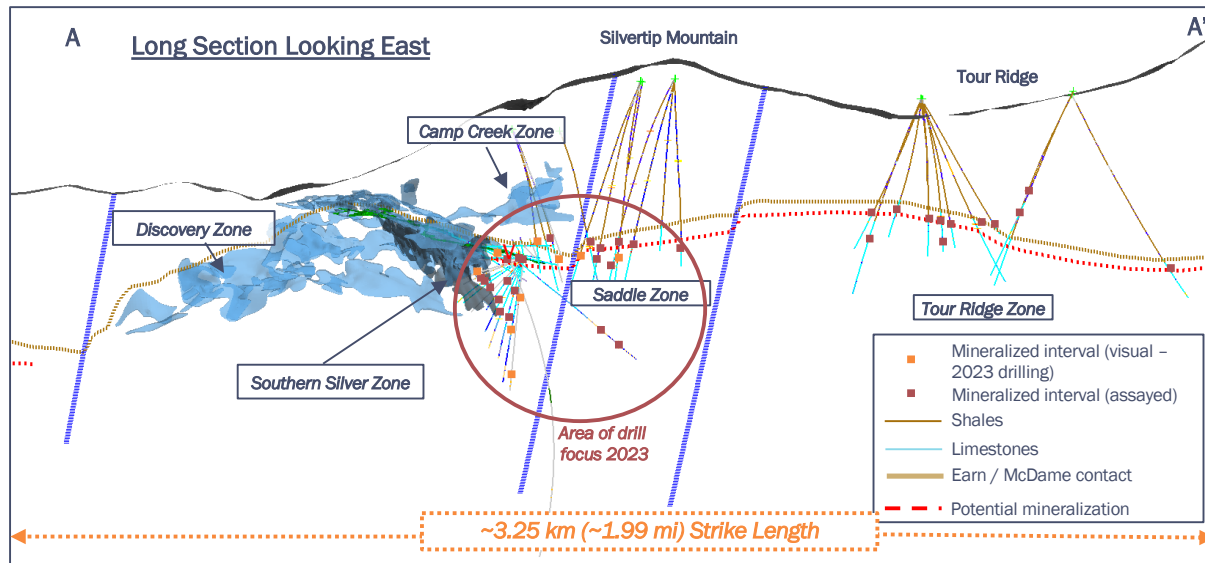 A
Long Section Looking East
Silvertip Mountain
A'
Tour Ridge
Camp Creek Zone
Discovery Zone
Saddle Zone
Tour Ridge Zone
Southern Silver Zone
Area of drill
focus 2023
Mineralized interval (visual –
2023 drilling)
Mineralized interval (assayed)
Shales
Limestones
Earn / McDame contact
Potential mineralization
~3.25 km (~1.99 mi) Strike Length